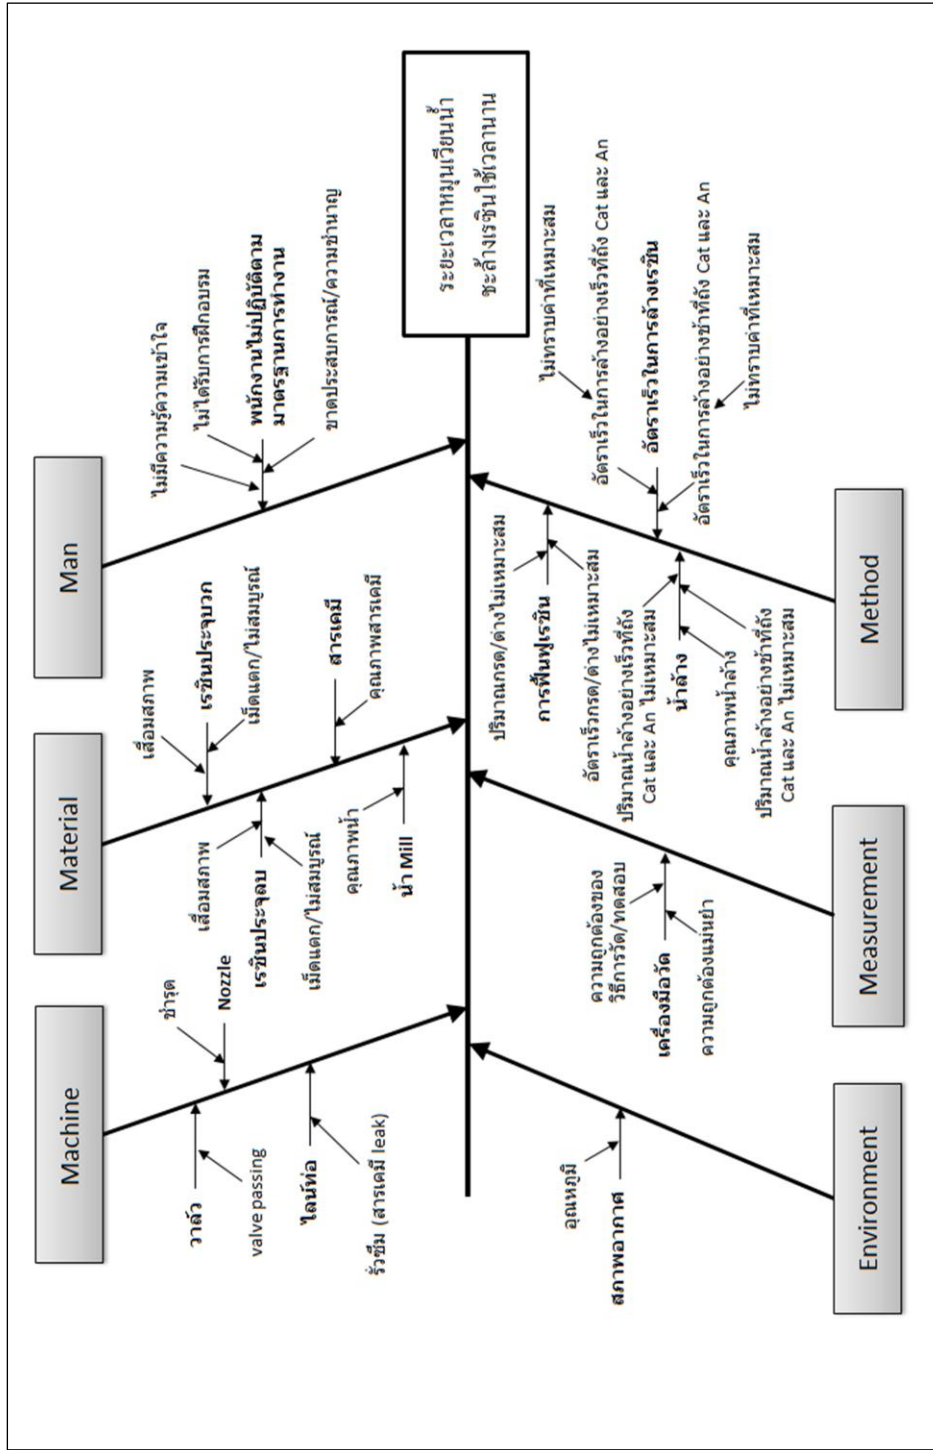 Machine
Material
Man
วาล์ว
valve passing
ชำรุด
Nozzle
ไลน์ท่อ
รั่วซึม (สารเคมี leak)
เสื่อมสภาพ
เรซินประจุบวก
เม็ดแตก/ไม่สมบูรณ์
เสื่อมสภาพ
เรซินประจุลบ
เม็ดแตก/ไม่สมบูรณ์
สารเคมี
คุณภาพสารเคมี
คุณภาพน้ำ
น้ำ Mill
ไม่มีความรู้ความเข้าใจ
ไม่ได้รับการฝึกอบรม
พนักงานไม่ปฏิบัติตาม
มาตรฐานการทำงาน
ขาดประสบการณ์/ความชำนาญ
ระยะเวลาหมุนเวียนน้ำ
ชะล้างเรซินใช้เวลานาน
อุณหภูมิ
สภาพอากาศ
ความถูกต้องของ
วิธีการวัด/ทดสอบ
เครื่องมือวัด
ความถูกต้องแม่นยำ
ปริมาณกรด/ด่างไม่เหมาะสม
การฟื้นฟูเรซิน
อัตราเร็วกรด/ด่างไม่เหมาะสม
ปริมาณน้ำล้างอย่างเร็วที่ถัง
Cat และ An ไม่เหมาะสม
น้ำล้าง
คุณภาพน้ำล้าง
ปริมาณน้ำล้างอย่างช้าที่ถัง
Cat และ An ไม่เหมาะสม
ไม่ทราบค่าที่เหมาะสม
อัตราเร็วในการล้างอย่างเร็วที่ถัง Cat และ An
อัตราเร็วในการล้างเรซิน
อัตราเร็วในการล้างอย่างช้าที่ถัง Cat และ An
ไม่ทราบค่าที่เหมาะสม
Environment
Measurement
Method